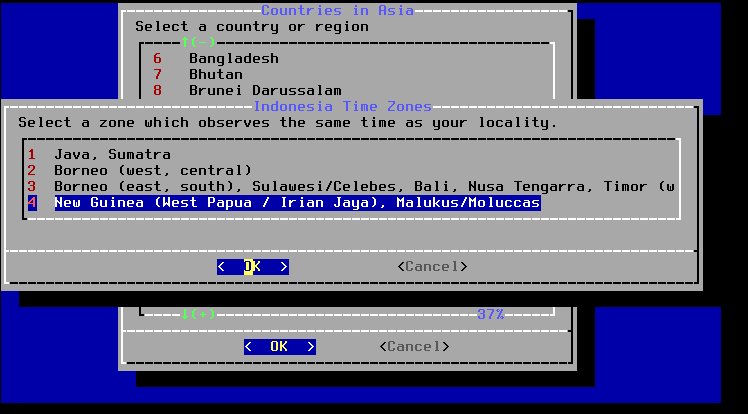 Countries in Asia
Select a country or region
↑(-)
6 Bangladesh
7 Bhutan
8 Brunei Darussalam
Indonesia Time Zones
Select a zone which observes the same time as your locality.
1 Java, Sumatra
2 Borneo (west, central)
3 Borneo (east, south), Sulawesi/Celebes, Bali, Nusa Tengarra, Timor (w
4 New Guinea (West Papua / Irian Jaya), Malukus/Moluccas
< OK > <Cancel>
↓(+) 37%
< OK > <Cancel>